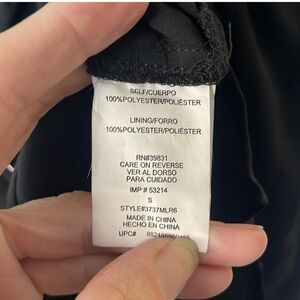 SELF/CUERPO
100%POLYESTER/POLIÉSTER
LINING/FORRO
100%POLYESTER/POLIÉSTER
RN#39831
CARE ON REVERSE
VER AL DORSO
PARA CUIDADO
IMP # 53214
S
STYLE#3737MLR6
MADE IN CHINA
HECHO EN CHINA
UPC#